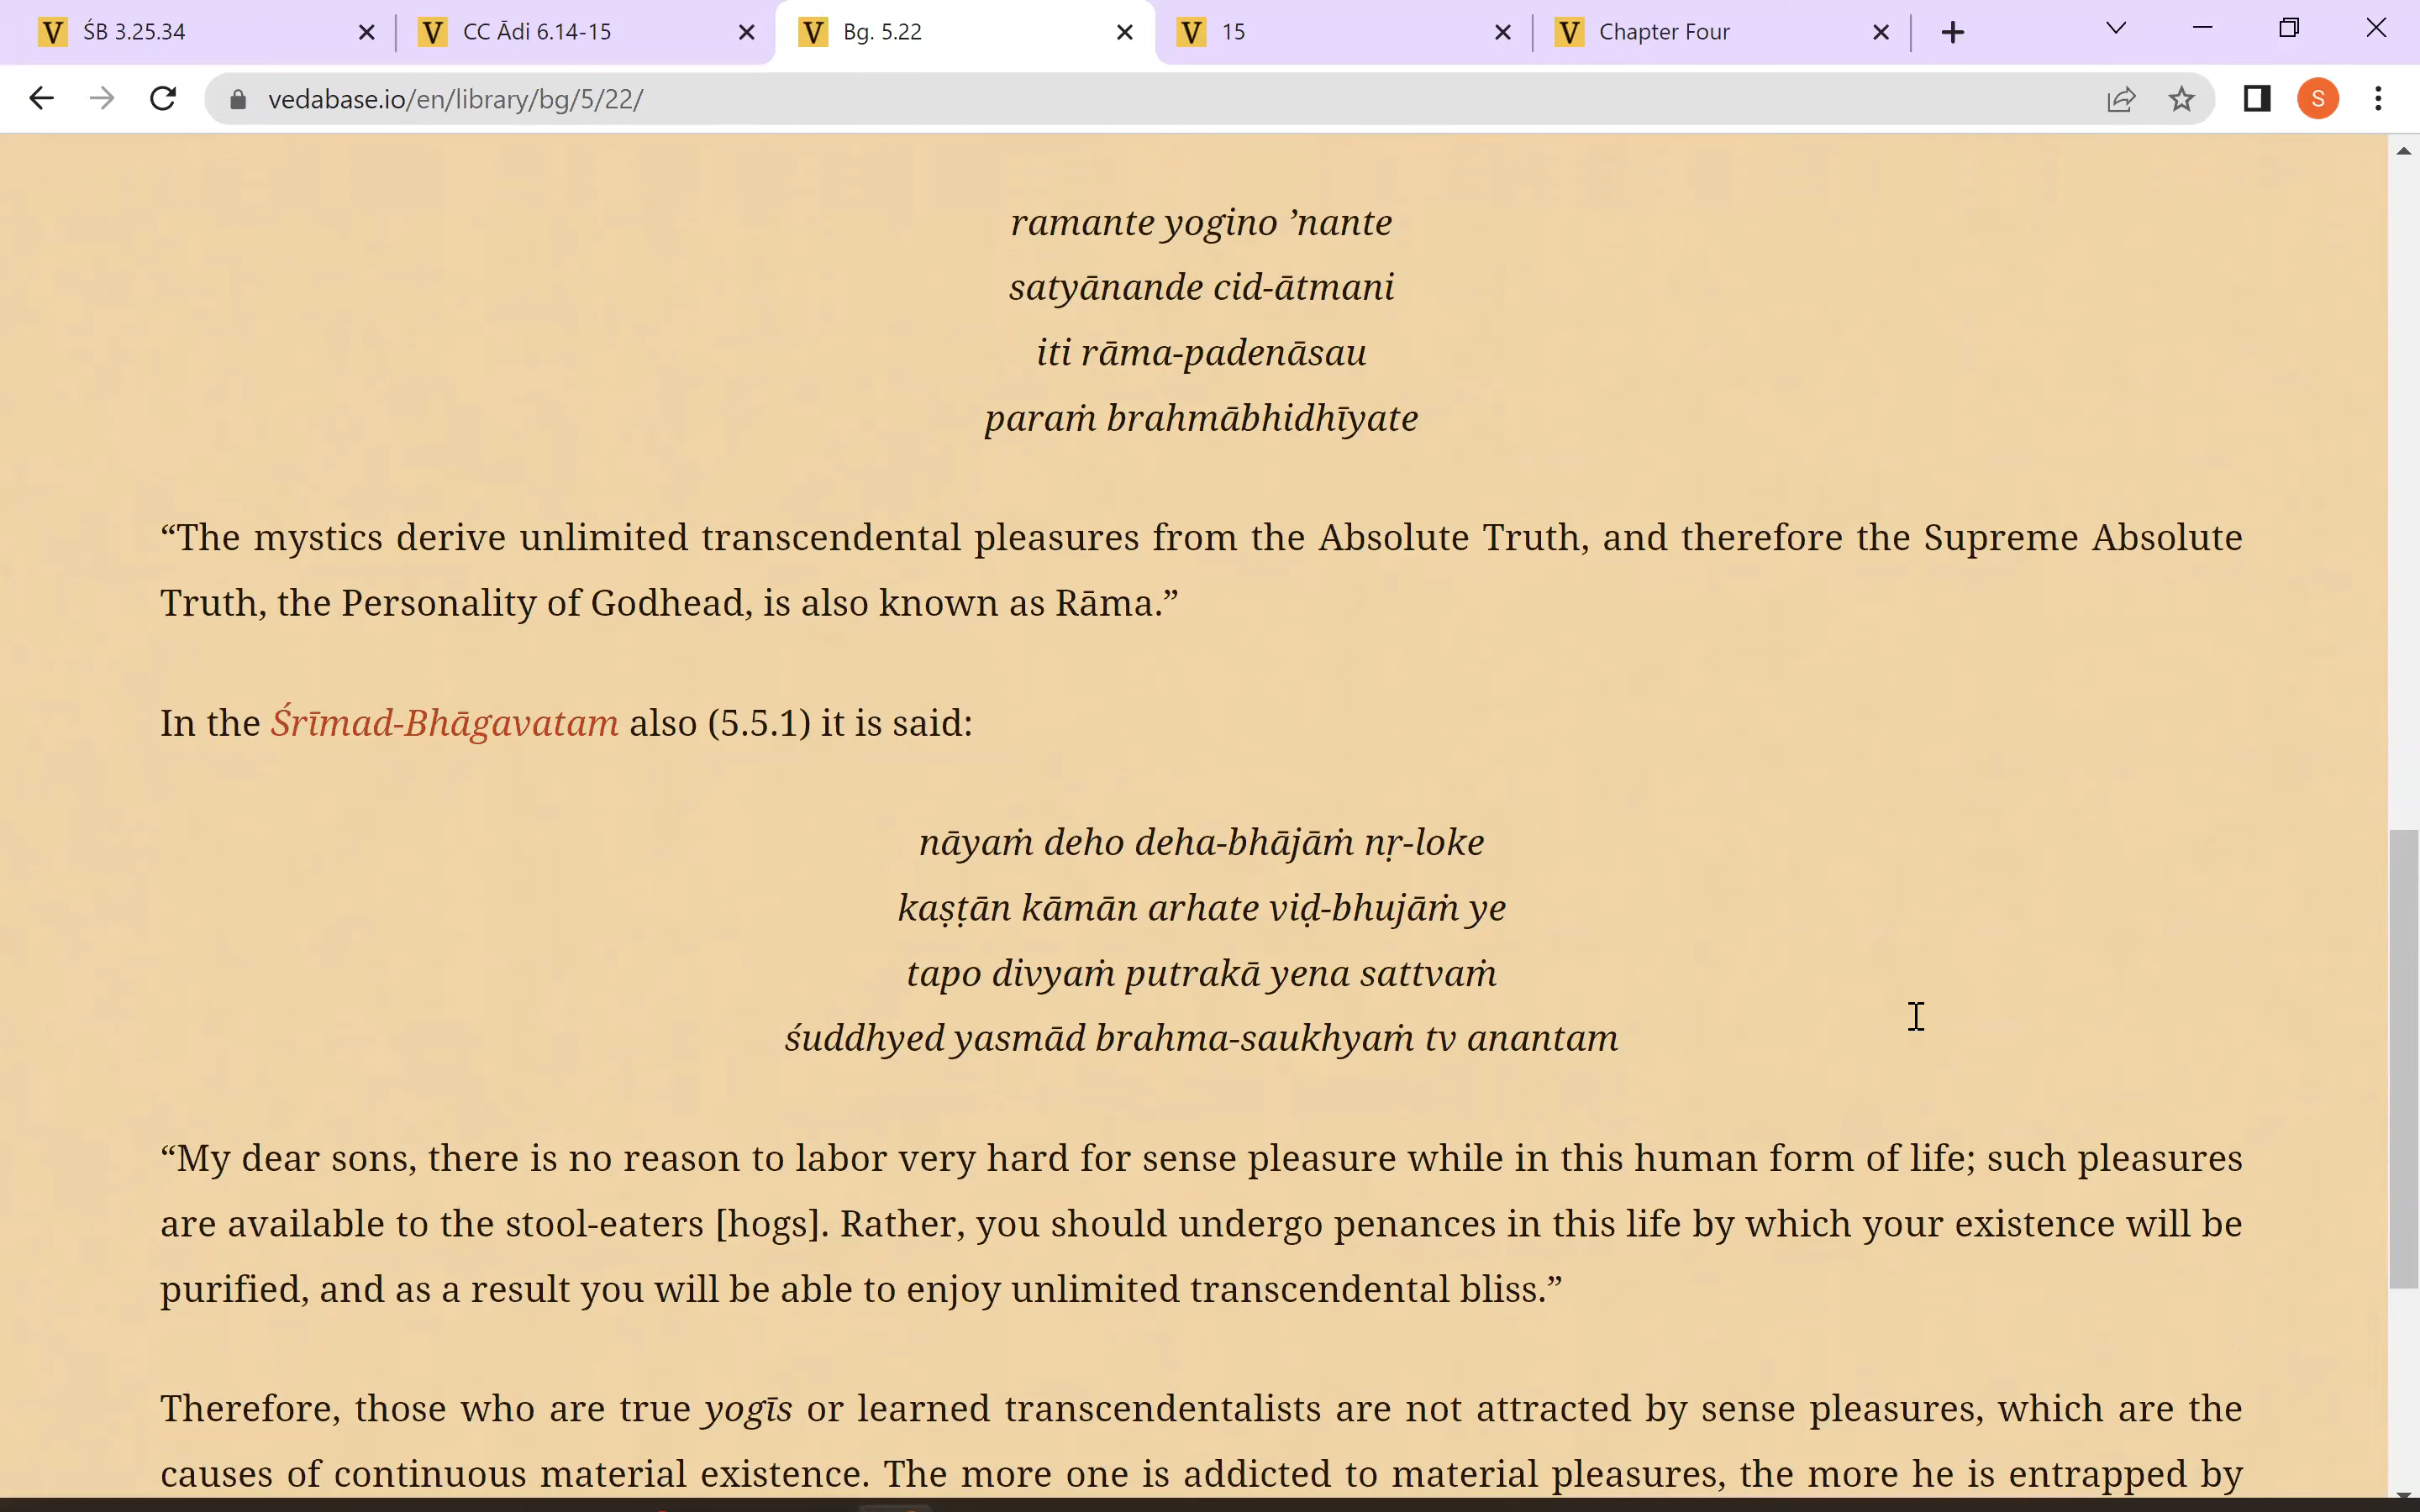 V ŚB 3.25.34
V CC Ādi 6.14-15
V Bg. 5.22
V 15
V Chapter Four
vedabase.io/en/library/bg/5/22/
S
ramante yogino ’nante
satyānande cid-ātmani
iti rāma-padenāsau
paraṁ brahmābhidhīyate
“The mystics derive unlimited transcendental pleasures from the Absolute Truth, and therefore the Supreme Absolute
Truth, the Personality of Godhead, is also known as Rāma.”
In the Śrīmad-Bhāgavatam also (5.5.1) it is said:
nāyaṁ deho deha-bhājāṁ nṛ-loke
kaṣṭān kāmān arhate viḍ-bhujāṁ ye
tapo divyaṁ putrakā yena sattvaṁ
śuddhyed yasmād brahma-saukhyaṁ tv anantam
“My dear sons, there is no reason to labor very hard for sense pleasure while in this human form of life; such pleasures
are available to the stool-eaters [hogs]. Rather, you should undergo penances in this life by which your existence will be
purified, and as a result you will be able to enjoy unlimited transcendental bliss.”
Therefore, those who are true yogīs or learned transcendentalists are not attracted by sense pleasures, which are the
causes of continuous material existence. The more one is addicted to material pleasures, the more he is entrapped by